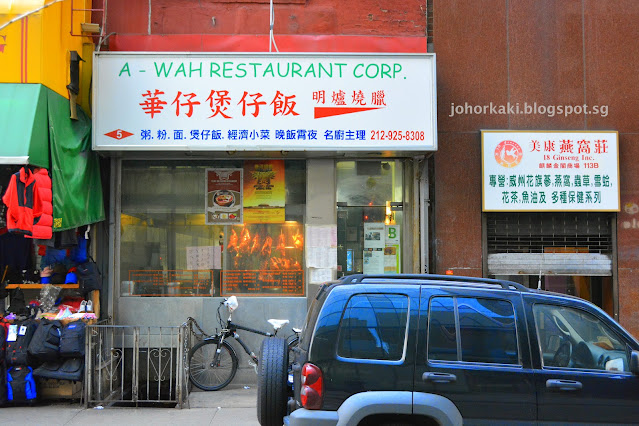 A - WAH RESTAURANT CORP.
華仔煲仔飯 明爐燒臘
5 粥.粉.面.煲仔飯.經濟小菜 晚飯宵夜 名廚主理 212-925-8308
johorkaki.blogspot.sg
美康燕窩莊
18 Ginseng Inc.
113B
專售:威州花旗蔘,燕窩,蟲草,雪蛤,
花茶,魚油及 多種保健系列
B